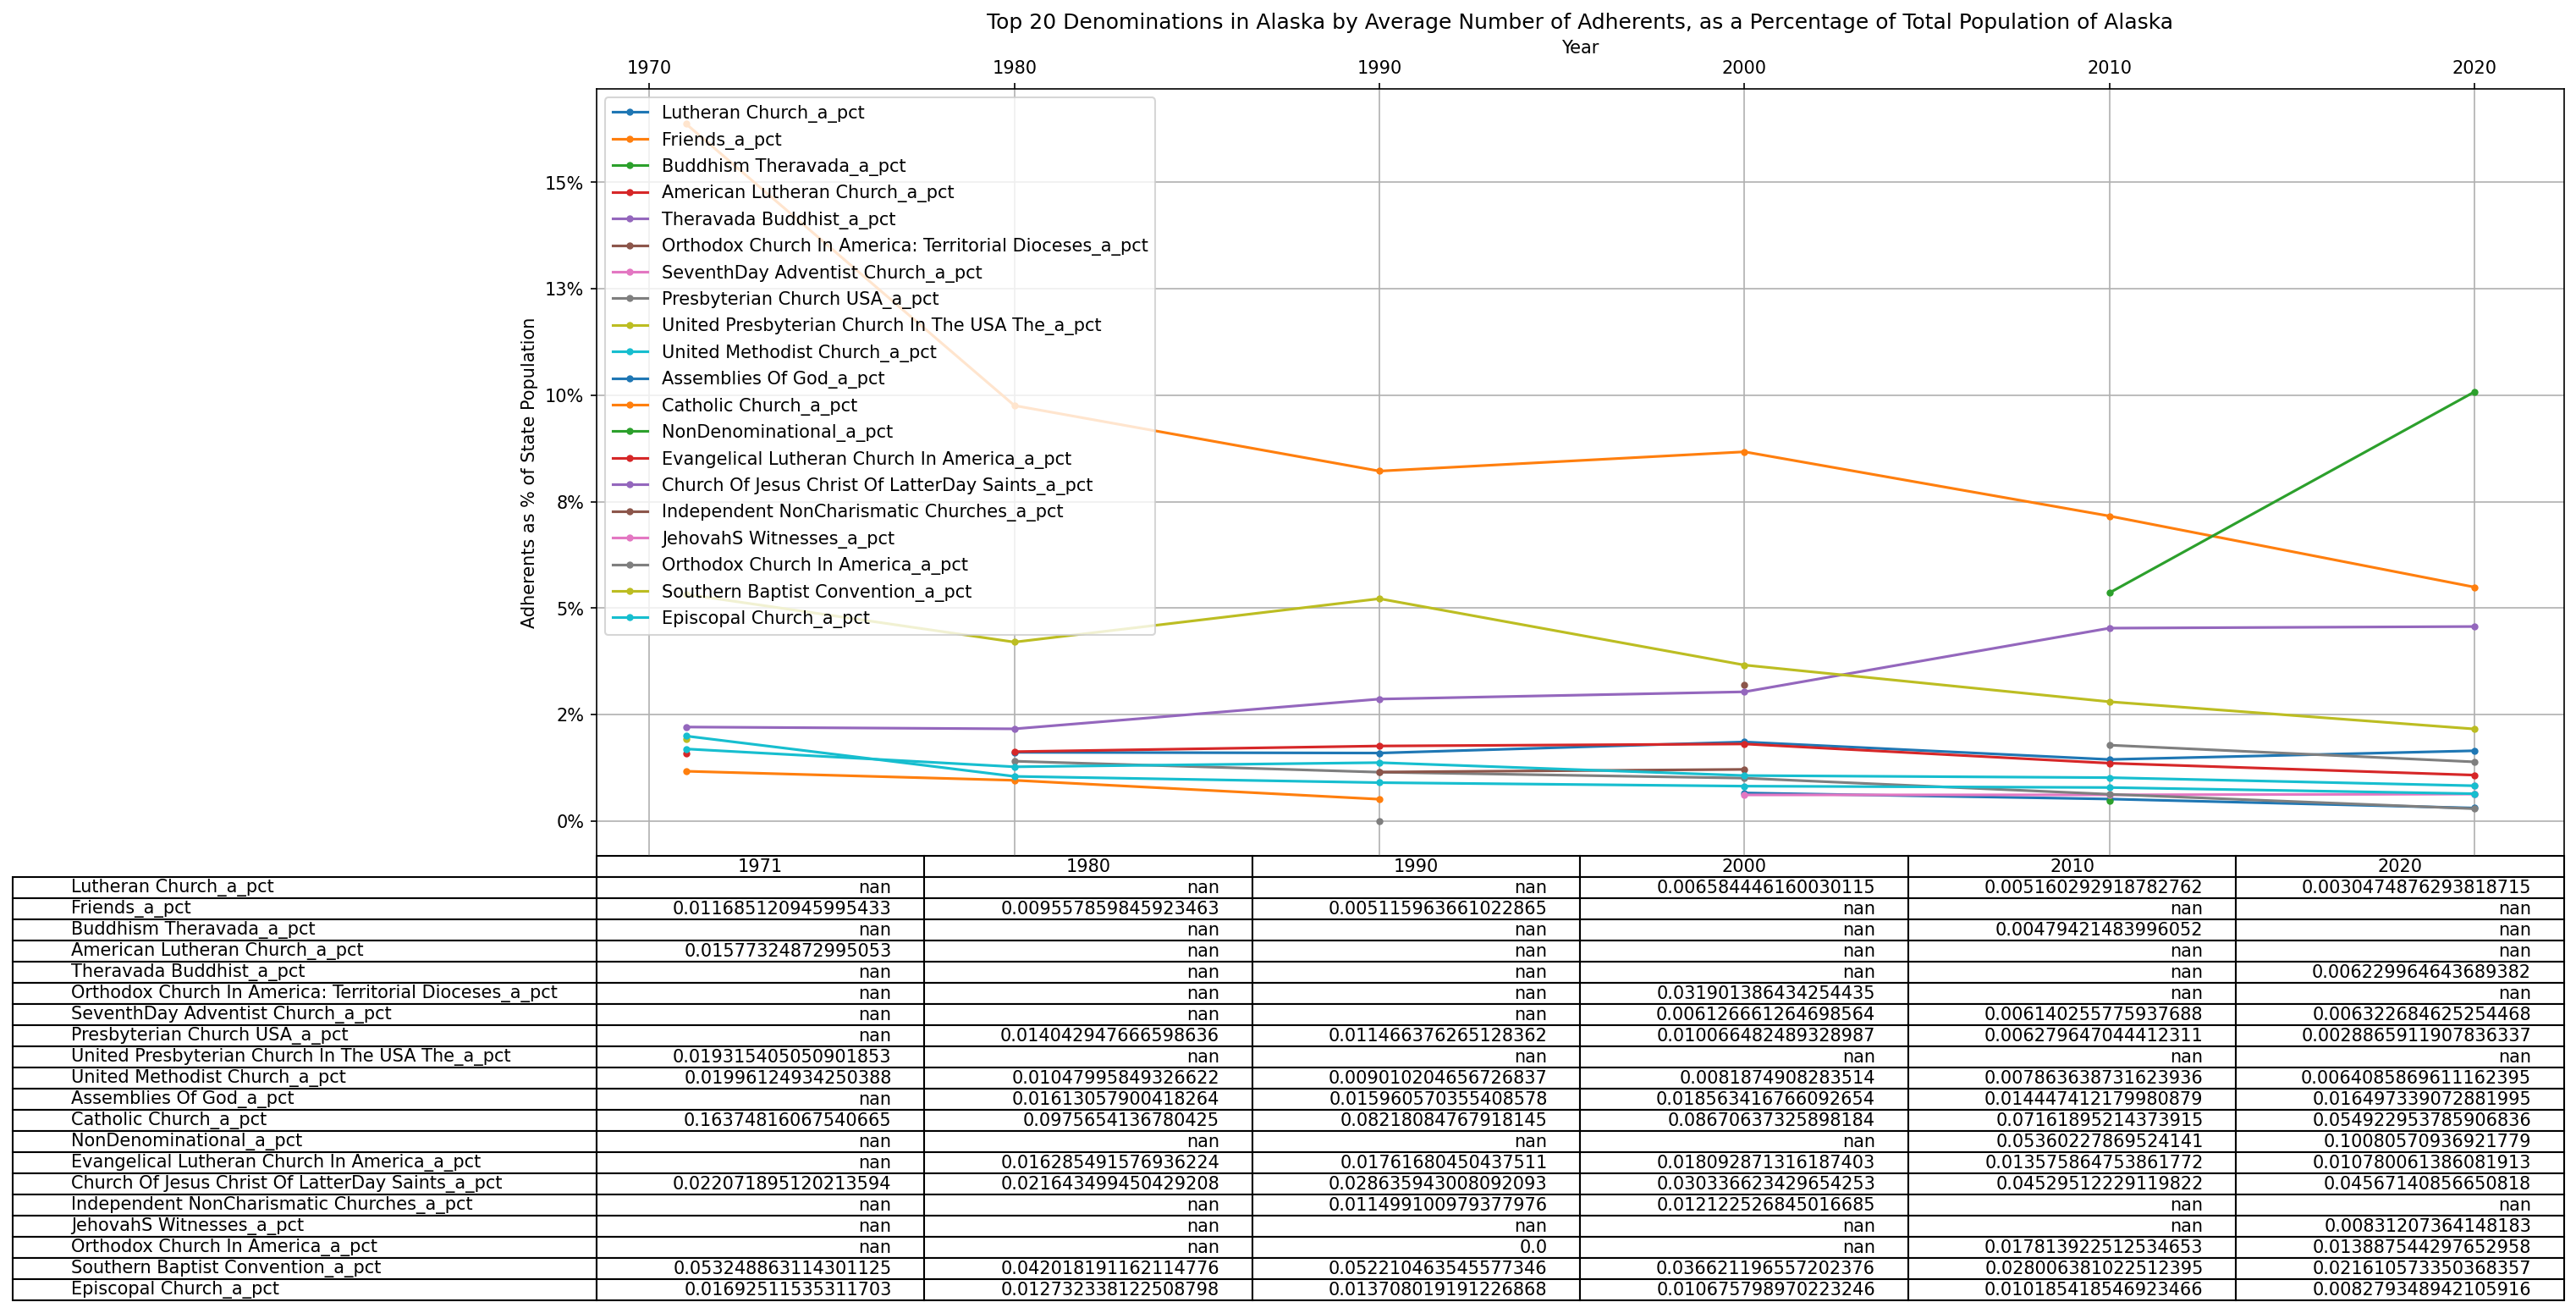 Top 20 Denominations in Alaska by Average Number of Adherents, as a Percentage of Total Population of Alaska
Year
1970 1980 1990 2000 2010 2020
Adherents as % of State Population
15%
13%
10%
8%
5%
2%
0%
Lutheran Church_a_pct
Friends_a_pct
Buddhism Theravada_a_pct
American Lutheran Church_a_pct
Theravada Buddhist_a_pct
Orthodox Church In America: Territorial Dioceses_a_pct
SeventhDay Adventist Church_a_pct
Presbyterian Church USA_a_pct
United Presbyterian Church In The USA The_a_pct
United Methodist Church_a_pct
Assemblies Of God_a_pct
Catholic Church_a_pct
NonDenominational_a_pct
Evangelical Lutheran Church In America_a_pct
Church Of Jesus Christ Of LatterDay Saints_a_pct
Independent NonCharismatic Churches_a_pct
JehovahS Witnesses_a_pct
Orthodox Church In America_a_pct
Southern Baptist Convention_a_pct
Episcopal Church_a_pct
1971 1980 1990 2000 2010 2020
Lutheran Church_a_pct nan nan nan 0.006584446160030115 0.005160292918782762 0.0030474876293818715
Friends_a_pct 0.011685120945995433 0.009557859845923463 0.005115963661022865 nan nan nan
Buddhism Theravada_a_pct nan nan nan nan 0.00479421483996052 nan
American Lutheran Church_a_pct 0.01577324872995053 nan nan nan nan nan
Theravada Buddhist_a_pct nan nan nan nan nan 0.006229964643689382
Orthodox Church In America: Territorial Dioceses_a_pct nan nan nan 0.031901386434254435 nan nan
SeventhDay Adventist Church_a_pct nan nan nan 0.006126661264698564 0.006140255775937688 0.006322684625254468
Presbyterian Church USA_a_pct nan 0.014042947666598636 0.011466376265128362 0.010066482489328987 0.006279647044412311 0.0028865911907836337
United Presbyterian Church In The USA The_a_pct 0.019315405050901853 nan nan nan nan nan
United Methodist Church_a_pct 0.01996124934250388 0.01047995849326622 0.009010204656726837 0.0081874908283514 0.007863638731623936 0.0064085869611162395
Assemblies Of God_a_pct nan 0.01613057900418264 0.015960570355408578 0.018563416766092654 0.014447412179980879 0.016497339072881995
Catholic Church_a_pct 0.16374816067540665 0.0975654136780425 0.08218084767918145 0.08670637325898184 0.07161895214373915 0.054922953785906836
NonDenominational_a_pct nan nan nan nan 0.05360227869524141 0.10080570936921779
Evangelical Lutheran Church In America_a_pct nan 0.016285491576936224 0.01761680450437511 0.018092871316187403 0.013575864753861772 0.010780061386081913
Church Of Jesus Christ Of LatterDay Saints_a_pct 0.022071895120213594 0.021643499450429208 0.028635943008092093 0.030336623429654253 0.04529512229119822 0.04567140856650818
Independent NonCharismatic Churches_a_pct nan nan 0.011499100979377976 0.012122526845016685 nan nan
JehovahS Witnesses_a_pct nan nan nan nan nan 0.00831207364148183
Orthodox Church In America_a_pct nan nan 0.0 nan 0.017813922512534653 0.013887544297652958
Southern Baptist Convention_a_pct 0.053248863114301125 0.042018191162114776 0.052210463545577346 0.036621196557202376 0.028006381022512395 0.021610573350368357
Episcopal Church_a_pct 0.01692511535311703 0.012732338122508798 0.013708019191226868 0.010675798970223246 0.010185418546923466 0.008279348942105916